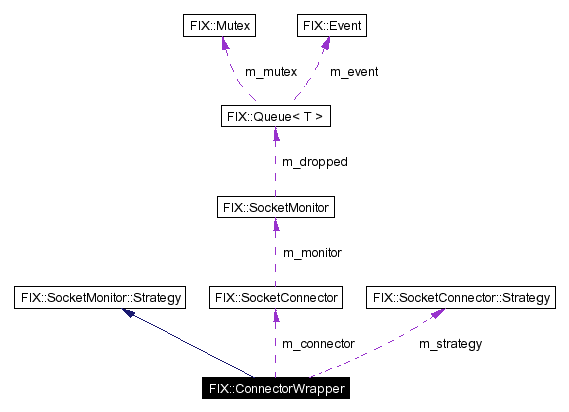 FIX::Mutex FIX::Event
m_mutex m_event
FIX::Queue< T >
m_dropped
FIX::SocketMonitor
m_monitor
FIX::SocketMonitor::Strategy FIX::SocketConnector FIX::SocketConnector::Strategy
m_connector m_strategy
FIX::ConnectorWrapper